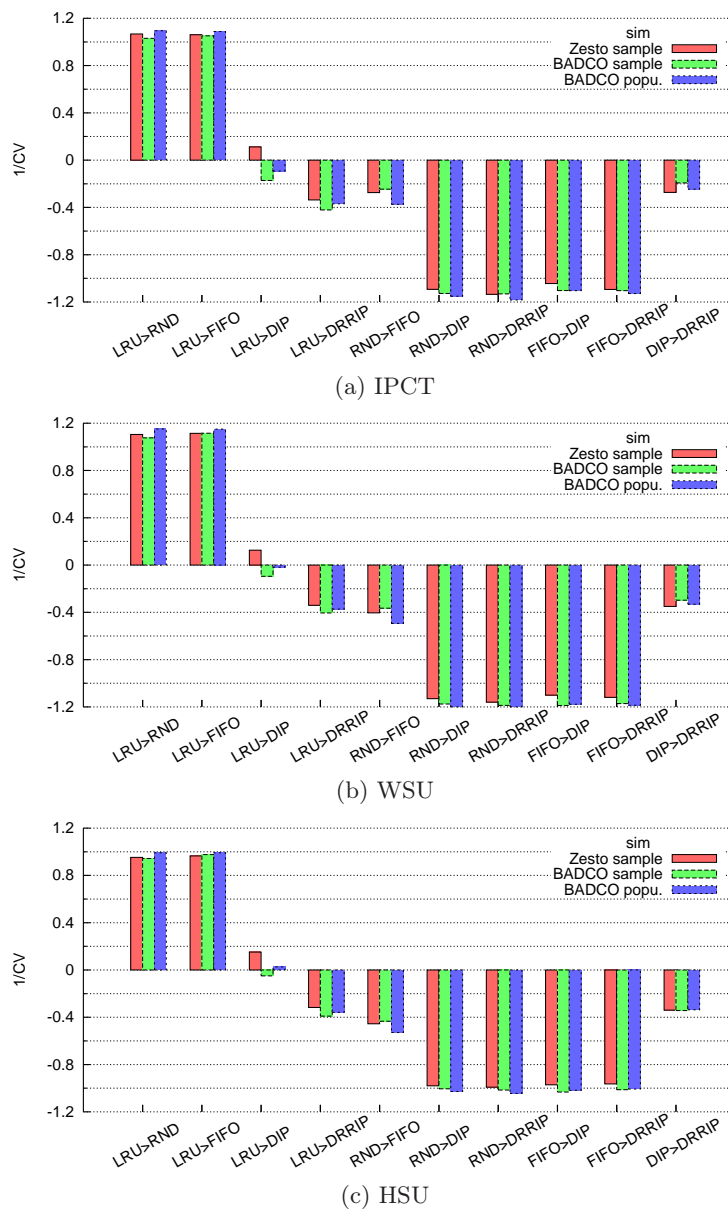 1.2
0.8
0.4
0
-0.4
-0.8
-1.2
1/CV
sim
Zesto sample
BADCO sample
BADCO popu.
LRU>RND
LRU>FIFO
LRU>DIP
LRU>DRRIP
RND>FIFO
RND>DIP
RND>DRRIP
FIFO>DIP
FIFO>DRRIP
DIP>DRRIP
(a) IPCT
1.2
0.8
0.4
0
-0.4
-0.8
-1.2
1/CV
sim
Zesto sample
BADCO sample
BADCO popu.
LRU>RND
LRU>FIFO
LRU>DIP
LRU>DRRIP
RND>FIFO
RND>DIP
RND>DRRIP
FIFO>DIP
FIFO>DRRIP
DIP>DRRIP
(b) WSU
1.2
0.8
0.4
0
-0.4
-0.8
-1.2
1/CV
sim
Zesto sample
BADCO sample
BADCO popu.
LRU>RND
LRU>FIFO
LRU>DIP
LRU>DRRIP
RND>FIFO
RND>DIP
RND>DRRIP
FIFO>DIP
FIFO>DRRIP
DIP>DRRIP
(c) HSU